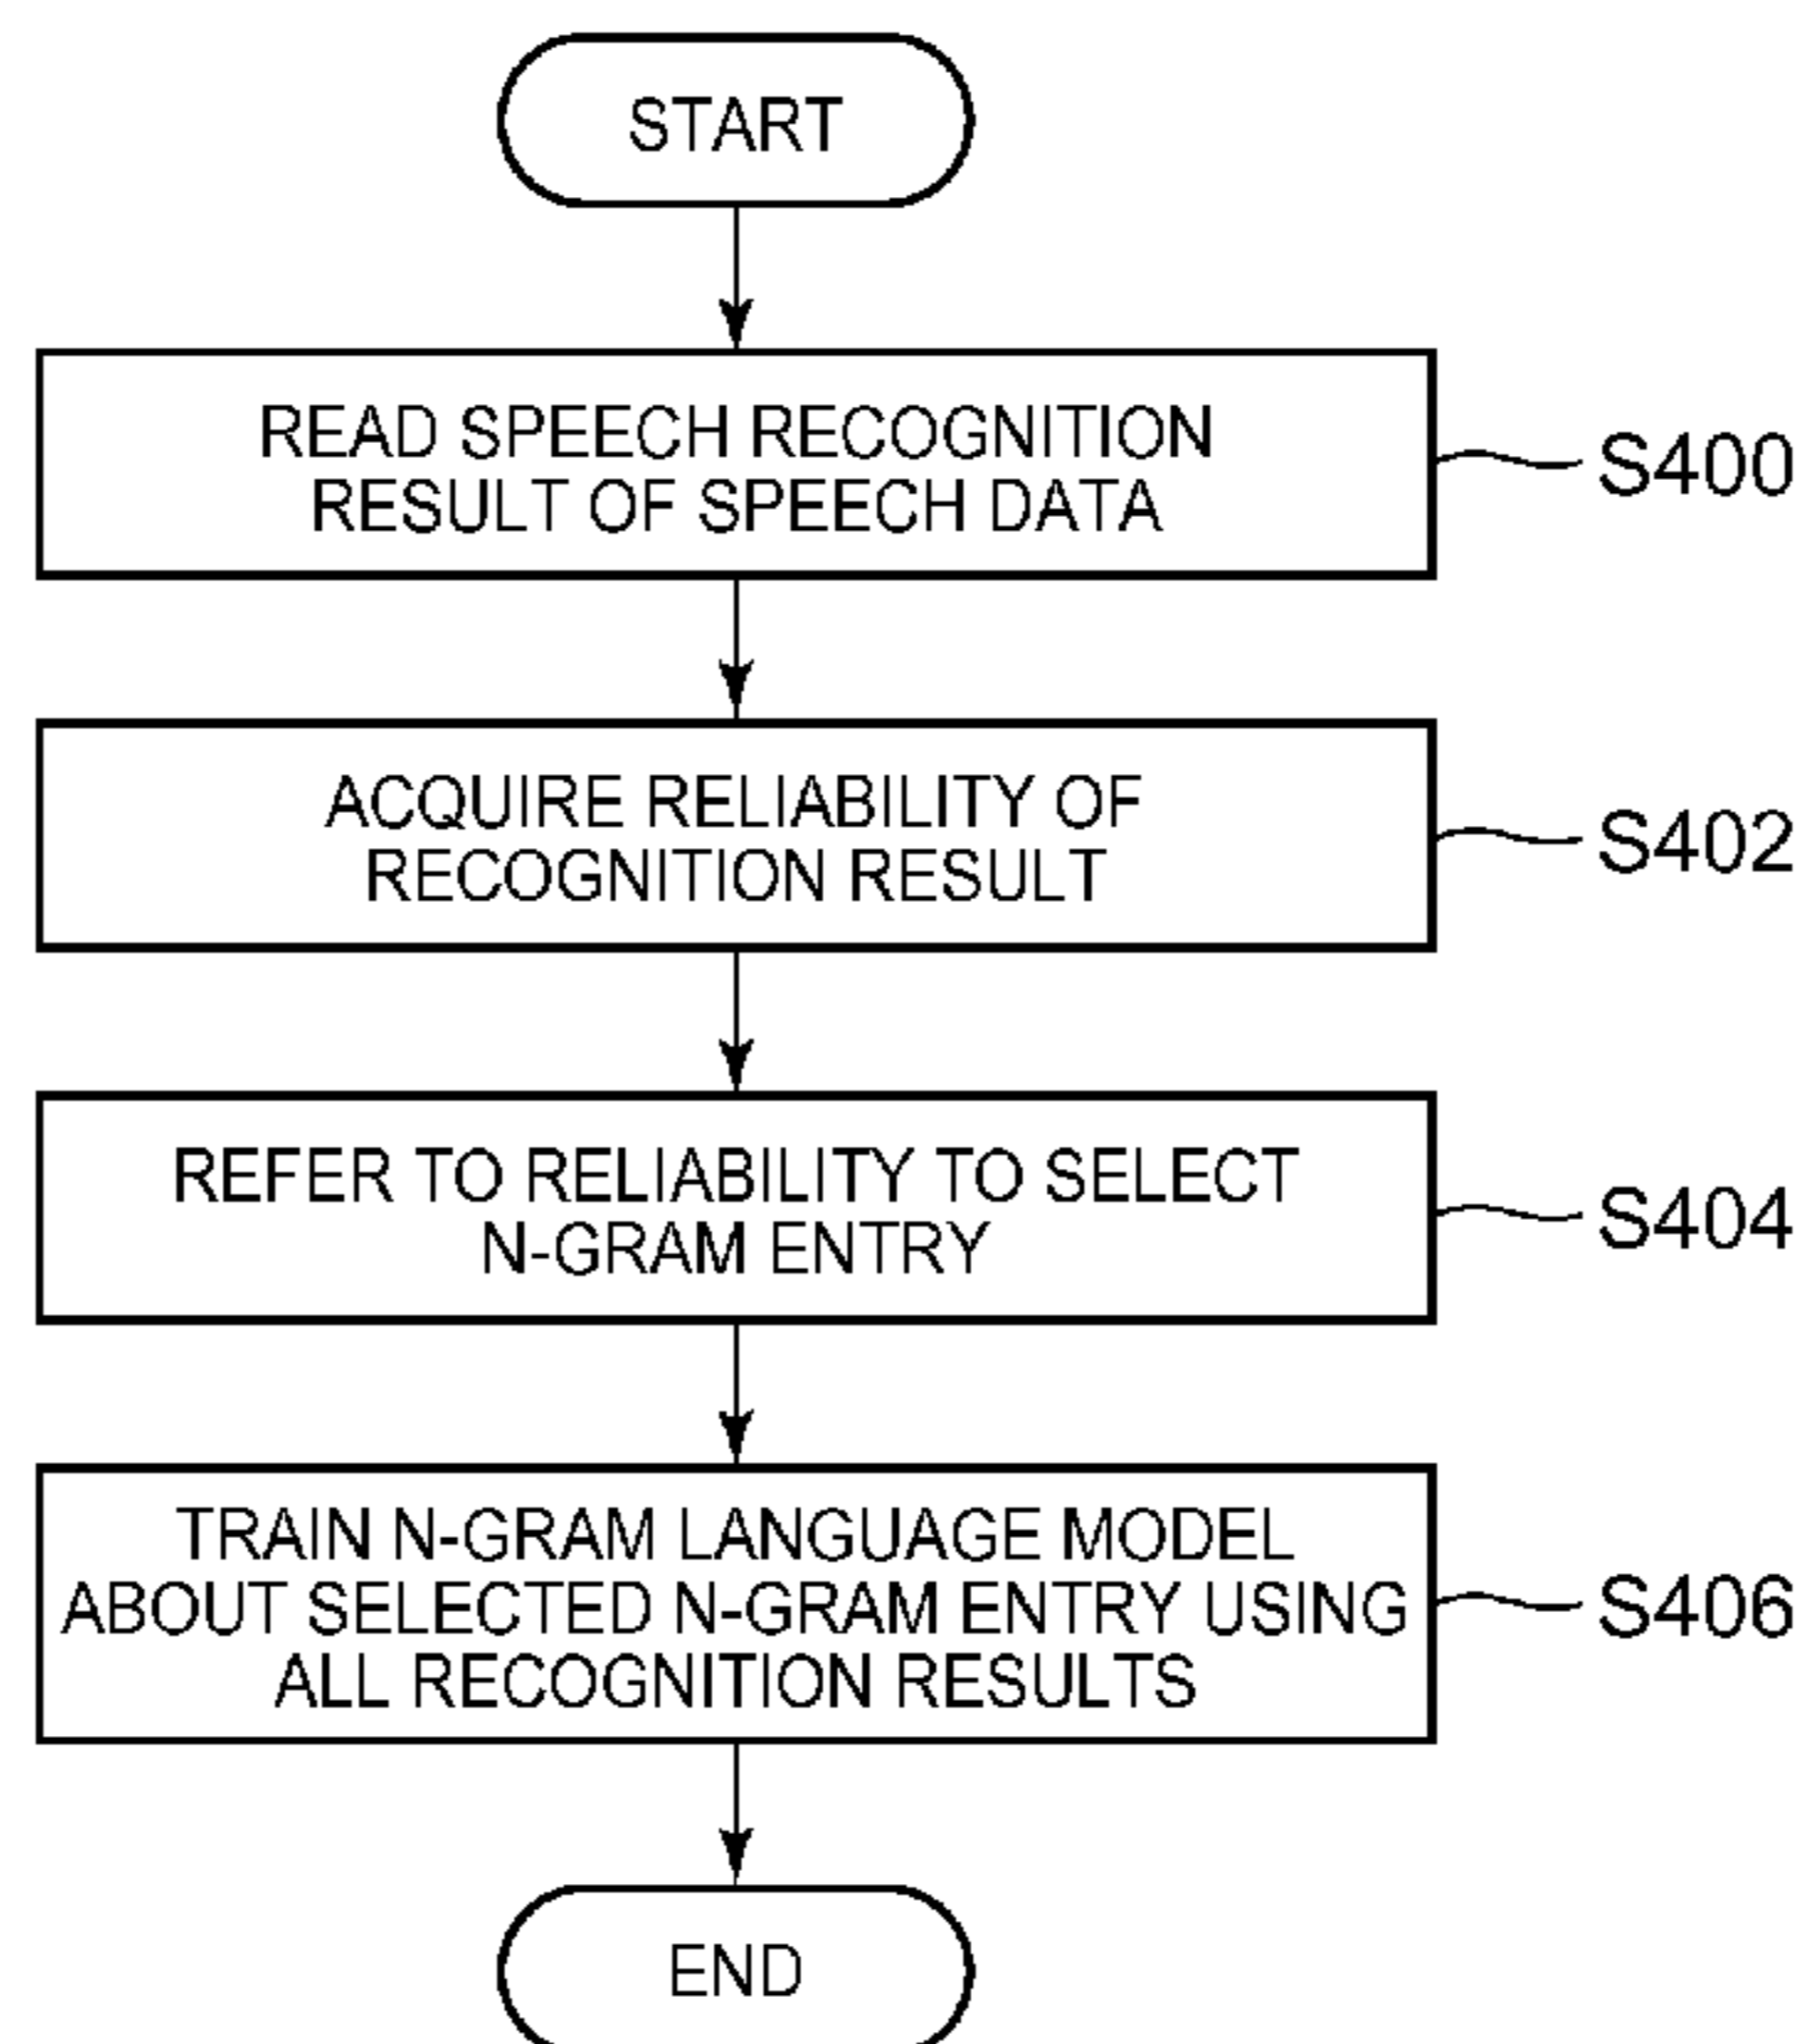 START
READ SPEECH RECOGNITION
RESULT OF SPEECH DATA
S400
ACQUIRE RELIABILITY OF
RECOGNITION RESULT
S402
REFER TO RELIABILITY TO SELECT
N-GRAM ENTRY
S404
TRAIN N-GRAM LANGUAGE MODEL
ABOUT SELECTED N-GRAM ENTRY USING
ALL RECOGNITION RESULTS
S406
END